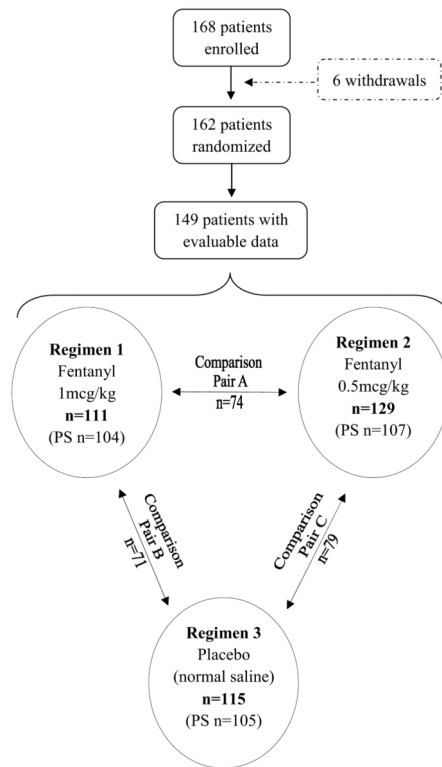 168 patients
enrolled
6 withdrawals
162 patients
randomized
149 patients with
evaluable data
Regimen 1
Fentanyl
1mcg/kg
n=111
(PS n=104)
Comparison
Pair A
n=74
Regimen 2
Fentanyl
0.5mcg/kg
n=129
(PS n=107)
Comparison
Pair B
n=71
Comparison
Pair C
n=79
Regimen 3
Placebo
(normal saline)
n=115
(PS n=105)